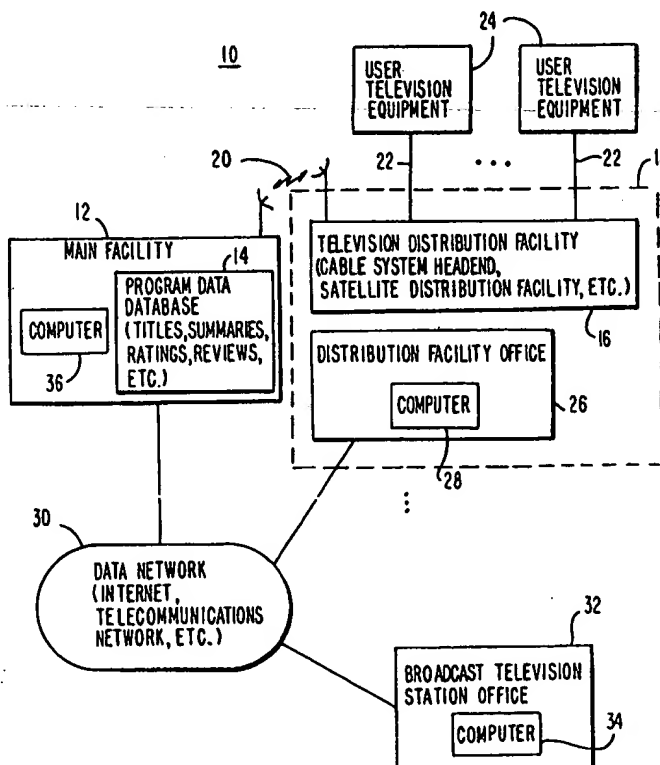 10
24
USER
TELEVISION
EQUIPMENT
USER
TELEVISION
EQUIPMENT
20
22
...
22
1
12
MAIN FACILITY
14
PROGRAM DATA
DATABASE
(TITLES,SUMMARIES,
RATINGS,REVIEWS,
ETC.)
COMPUTER
36
TELEVISION DISTRIBUTION FACILITY
(CABLE SYSTEM HEADEND,
SATELLITE DISTRIBUTION FACILITY, ETC.)
16
DISTRIBUTION FACILITY OFFICE
COMPUTER
26
28
30
DATA NETWORK
(INTERNET,
TELECOMMUNICATIONS
NETWORK, ETC.)
32
BROADCAST TELEVISION
STATION OFFICE
COMPUTER
34